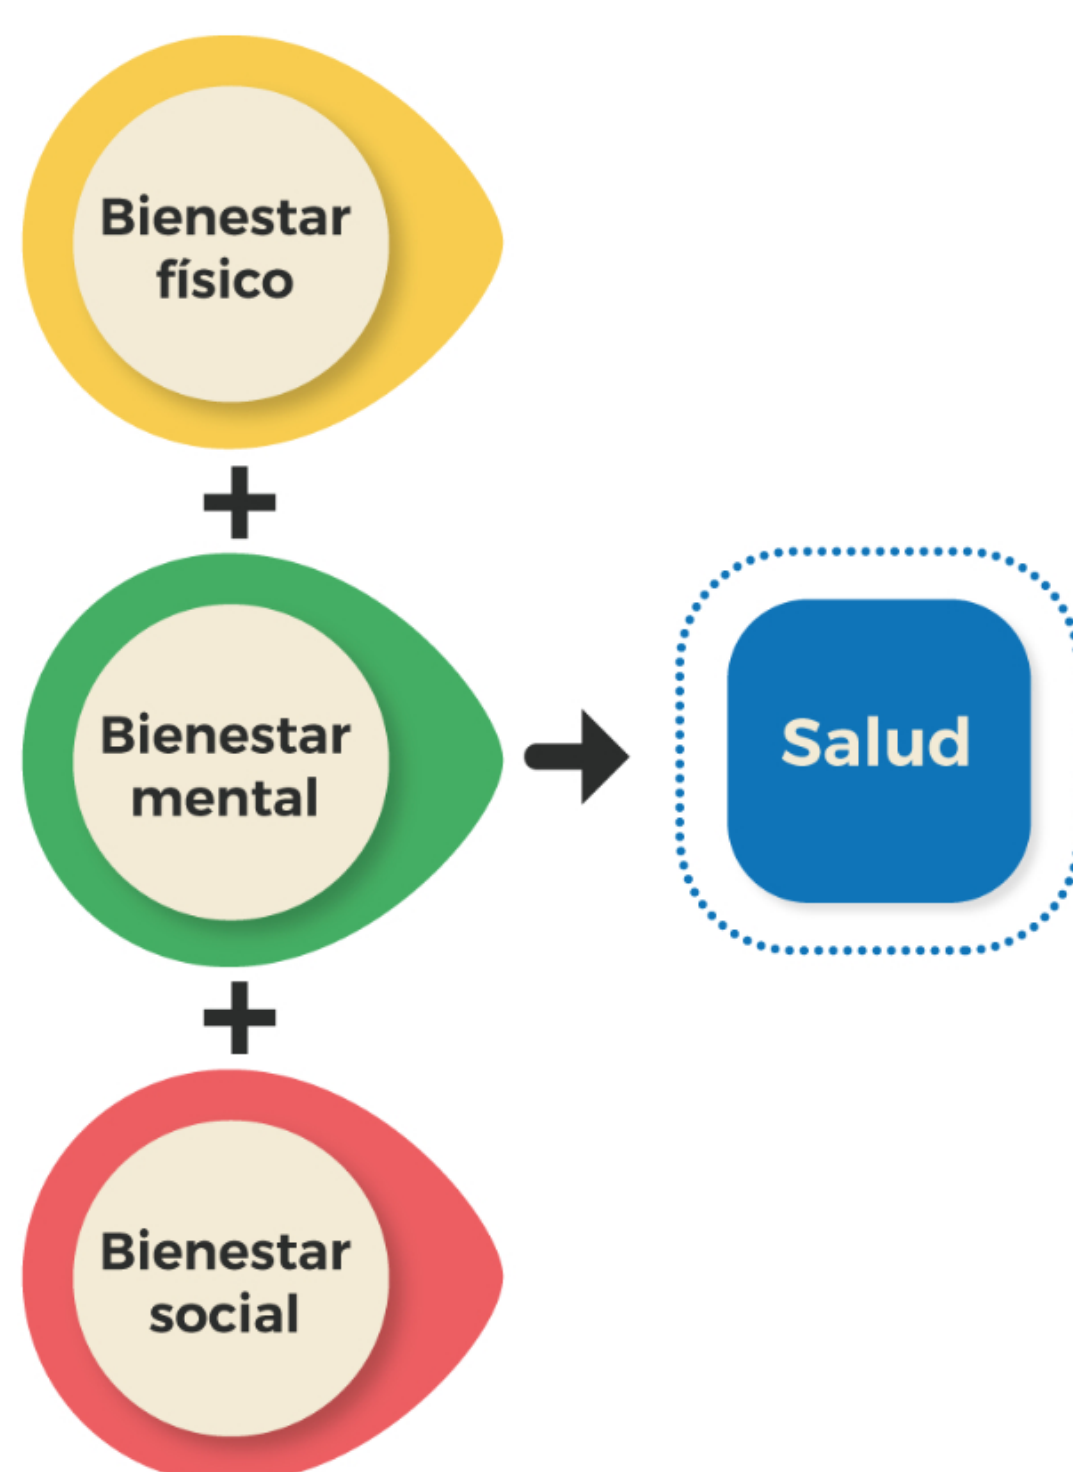 Bienestar
físico
+
Bienestar
mental
Salud
+
Bienestar
social